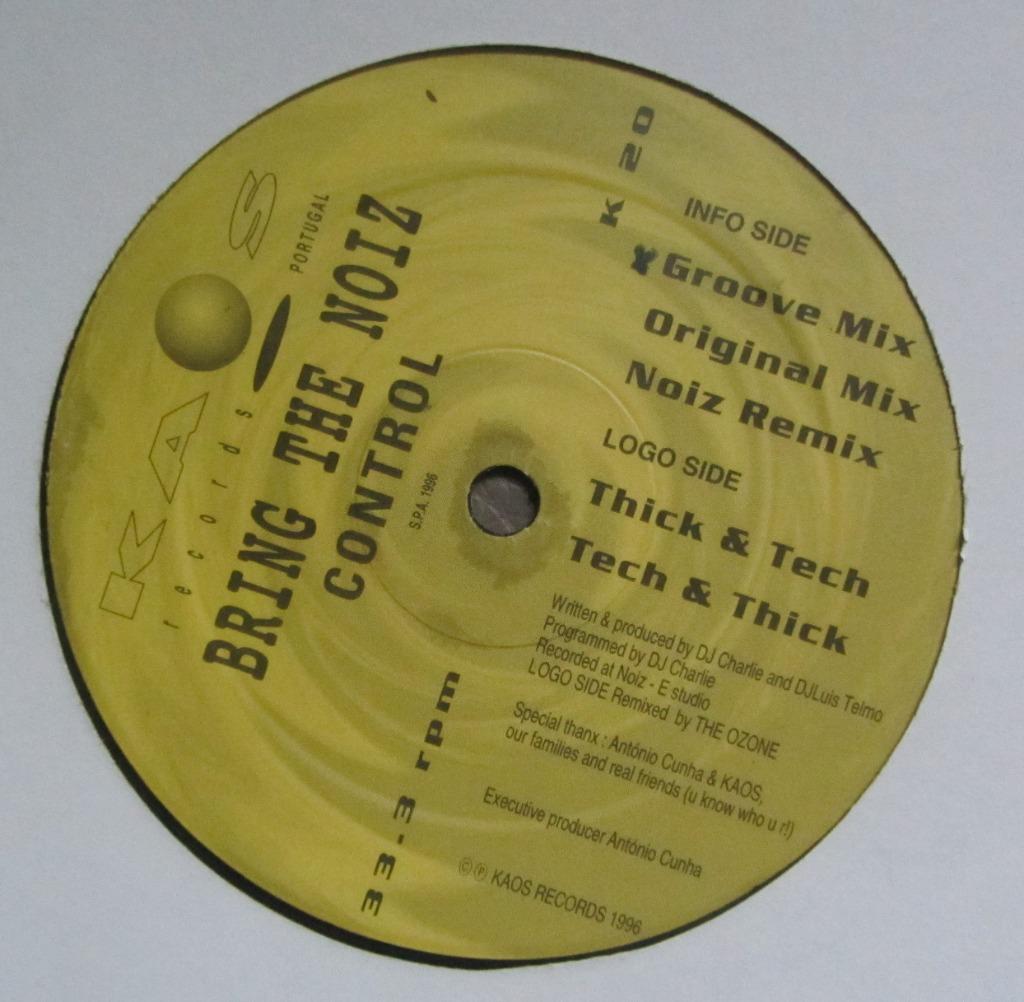 KAOS
records
PORTUGAL
BRING THE NOIZ
CONTROL
S.P.A. 1996
33-3 rpm
K 20
INFO SIDE
Groove Mix
Original Mix
Noiz Remix
LOGO SIDE
Thick & Tech
Tech & Thick
Written & produced by DJ Charlie and DJLuis Telmo
Programmed by DJ Charlie
Recorded at Noiz - E studio
LOGO SIDE Remixed by THE OZONE
Special thanx : António Cunha & KAOS,
our families and real friends (u know who u r!)
Executive producer António Cunha
©℗ KAOS RECORDS 1996